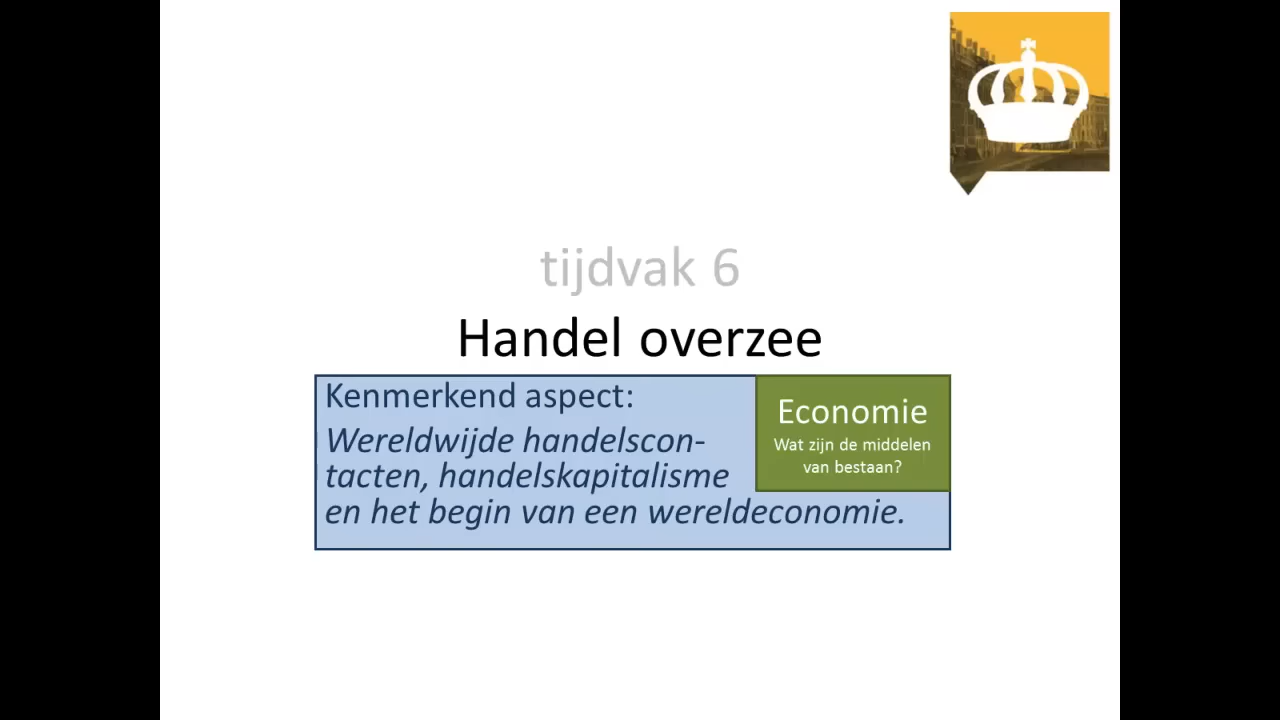 tijdvak 6
Handel overzee
Kenmerkend aspect:
Wereldwijde handelscon-
tacten, handelskapitalisme
en het begin van een wereldeconomie.
Economie
Wat zijn de middelen
van bestaan?